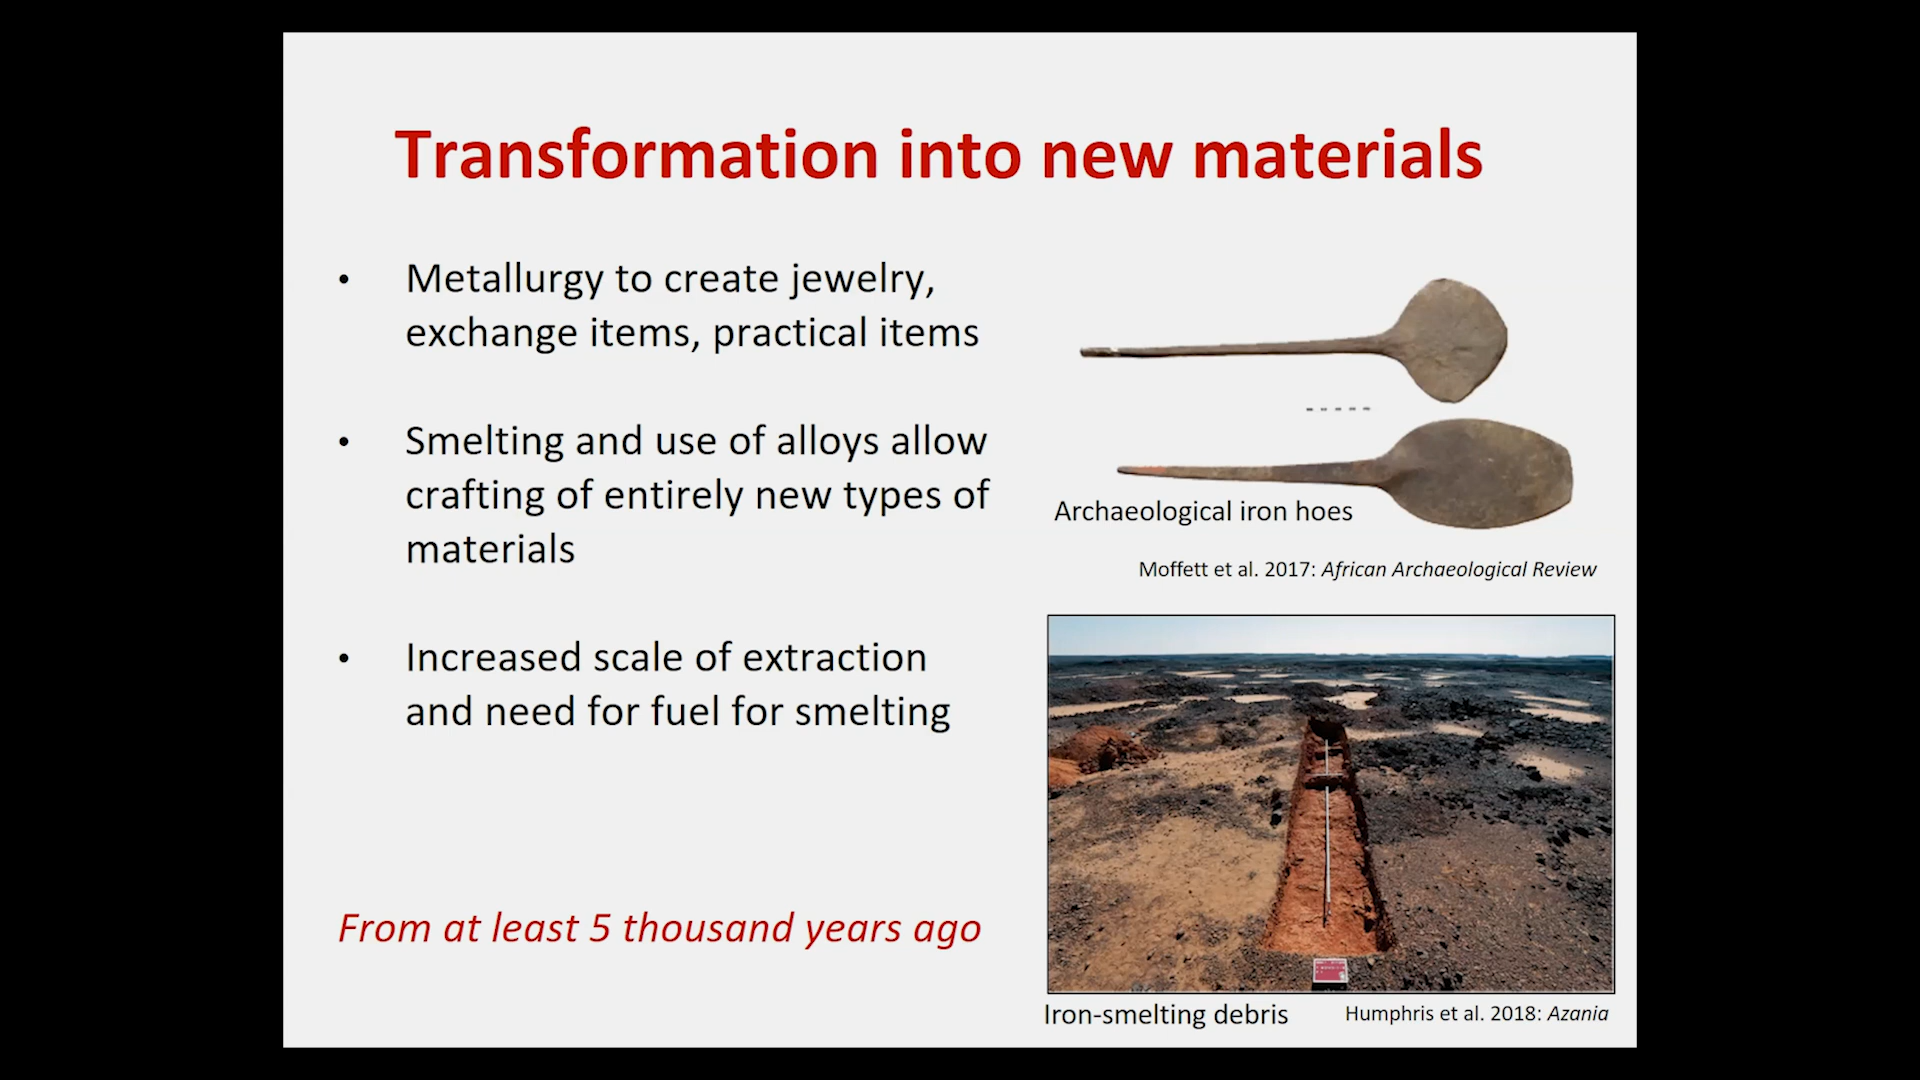 Transformation into new materials
• Metallurgy to create jewelry,
exchange items, practical items
• Smelting and use of alloys allow
crafting of entirely new types of
materials
• Increased scale of extraction
and need for fuel for smelting
From at least 5 thousand years ago
Archaeological iron hoes
Moffett et al. 2017: African Archaeological Review
Iron-smelting debris
Humphris et al. 2018: Azania